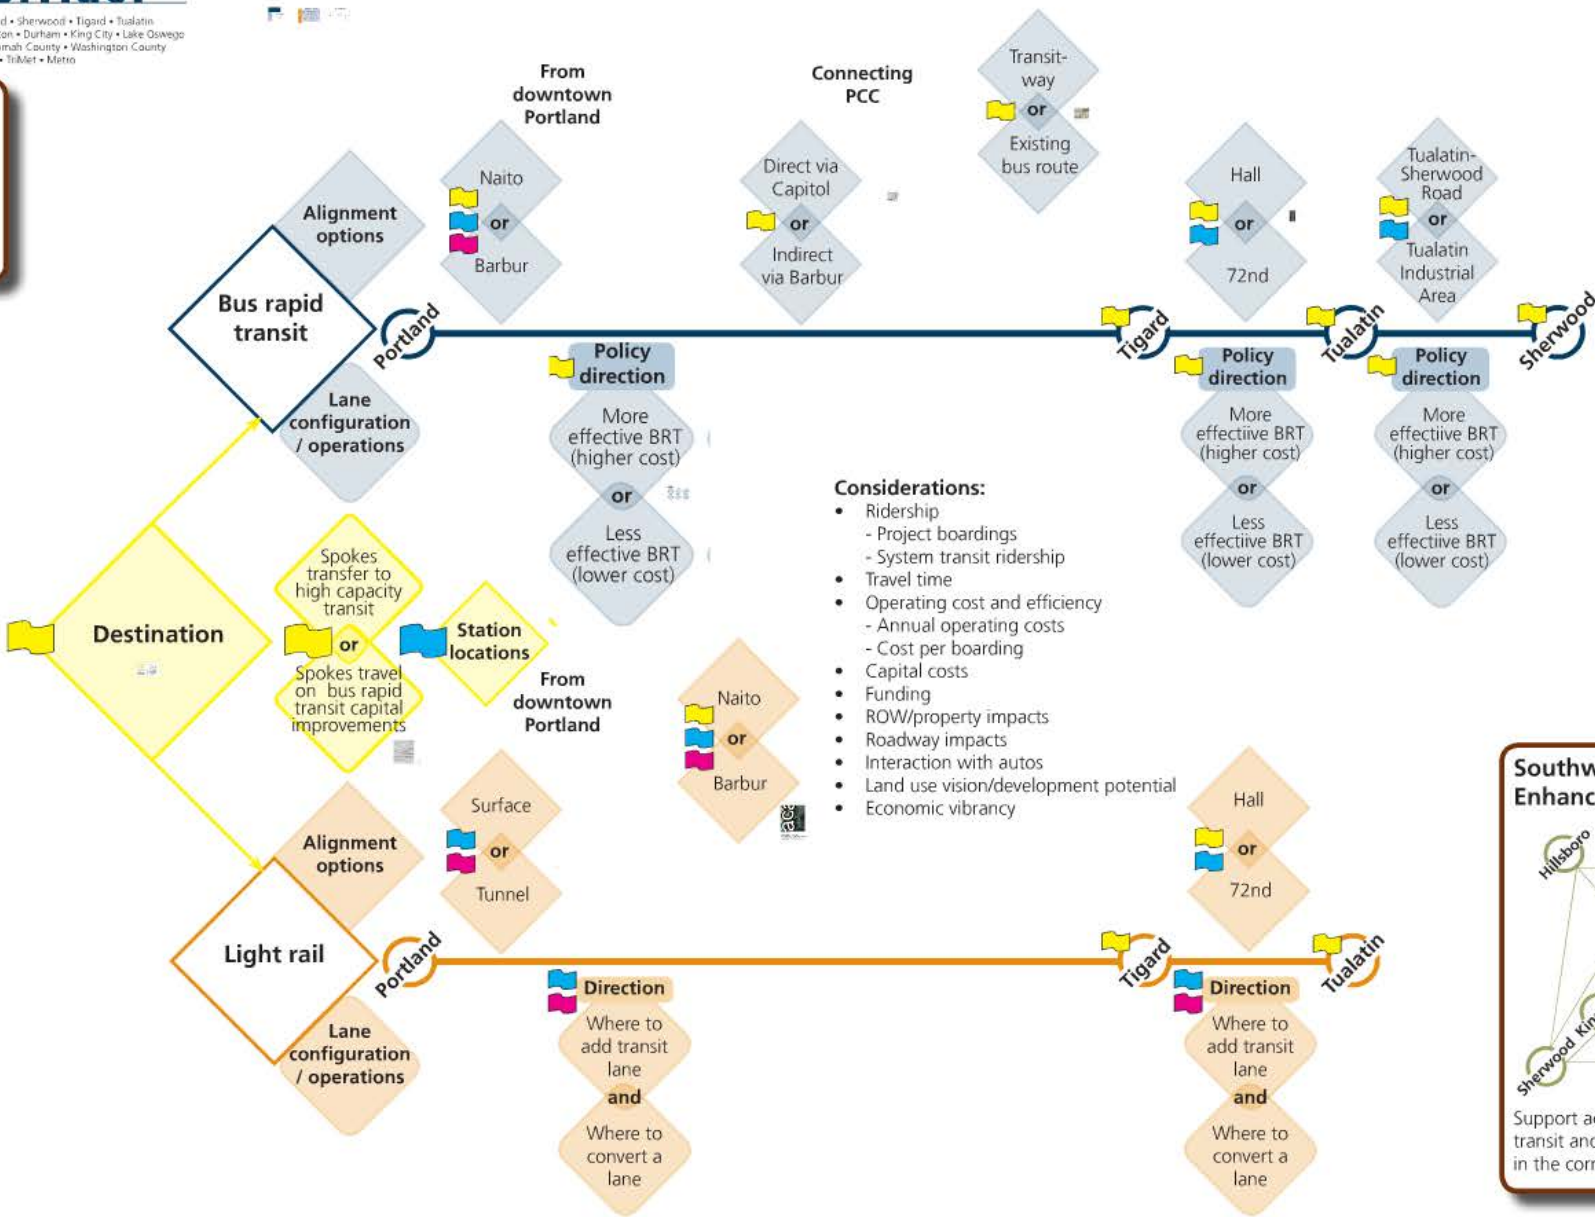 d • Sherwood • Tigard • Tualatin
on • Durham • King City • Lake Oswego
mah County • Washington County
• TriMet • Metro
From
downtown
Portland
Connecting
PCC
Transit-
way
or
Existing
bus route
Alignment
options
Naito
or
Barbur
Direct via
Capitol
or
Indirect
via Barbur
Hall
or
72nd
Tualatin-
Sherwood
Road
or
Tualatin
Industrial
Area
Bus rapid
transit
Portland
Tigard
Tualatin
Sherwood
Lane
configuration
/ operations
Policy
direction
More
effective BRT
(higher cost)
or
Less
effective BRT
(lower cost)
Policy
direction
More
effectiive BRT
(higher cost)
or
Less
effectiive BRT
(lower cost)
Policy
direction
More
effectiive BRT
(higher cost)
or
Less
effectiive BRT
(lower cost)
Destination
Spokes
transfer to
high capacity
transit
or
Spokes travel
on bus rapid
transit capital
improvements
Station
locations
Considerations:
• Ridership
- Project boardings
- System transit ridership
• Travel time
• Operating cost and efficiency
- Annual operating costs
- Cost per boarding
• Capital costs
• Funding
• ROW/property impacts
• Roadway impacts
• Interaction with autos
• Land use vision/development potential
• Economic vibrancy
From
downtown
Portland
Naito
or
Barbur
Alignment
options
Surface
or
Tunnel
Hall
or
72nd
Light rail
Portland
Tigard
Tualatin
Lane
configuration
/ operations
Direction
Where to
add transit
lane
and
Where to
convert a
lane
Direction
Where to
add transit
lane
and
Where to
convert a
lane
Southw
Enhanc
Hillsboro
Sherwood
Kin
Support a
transit and
in the corr